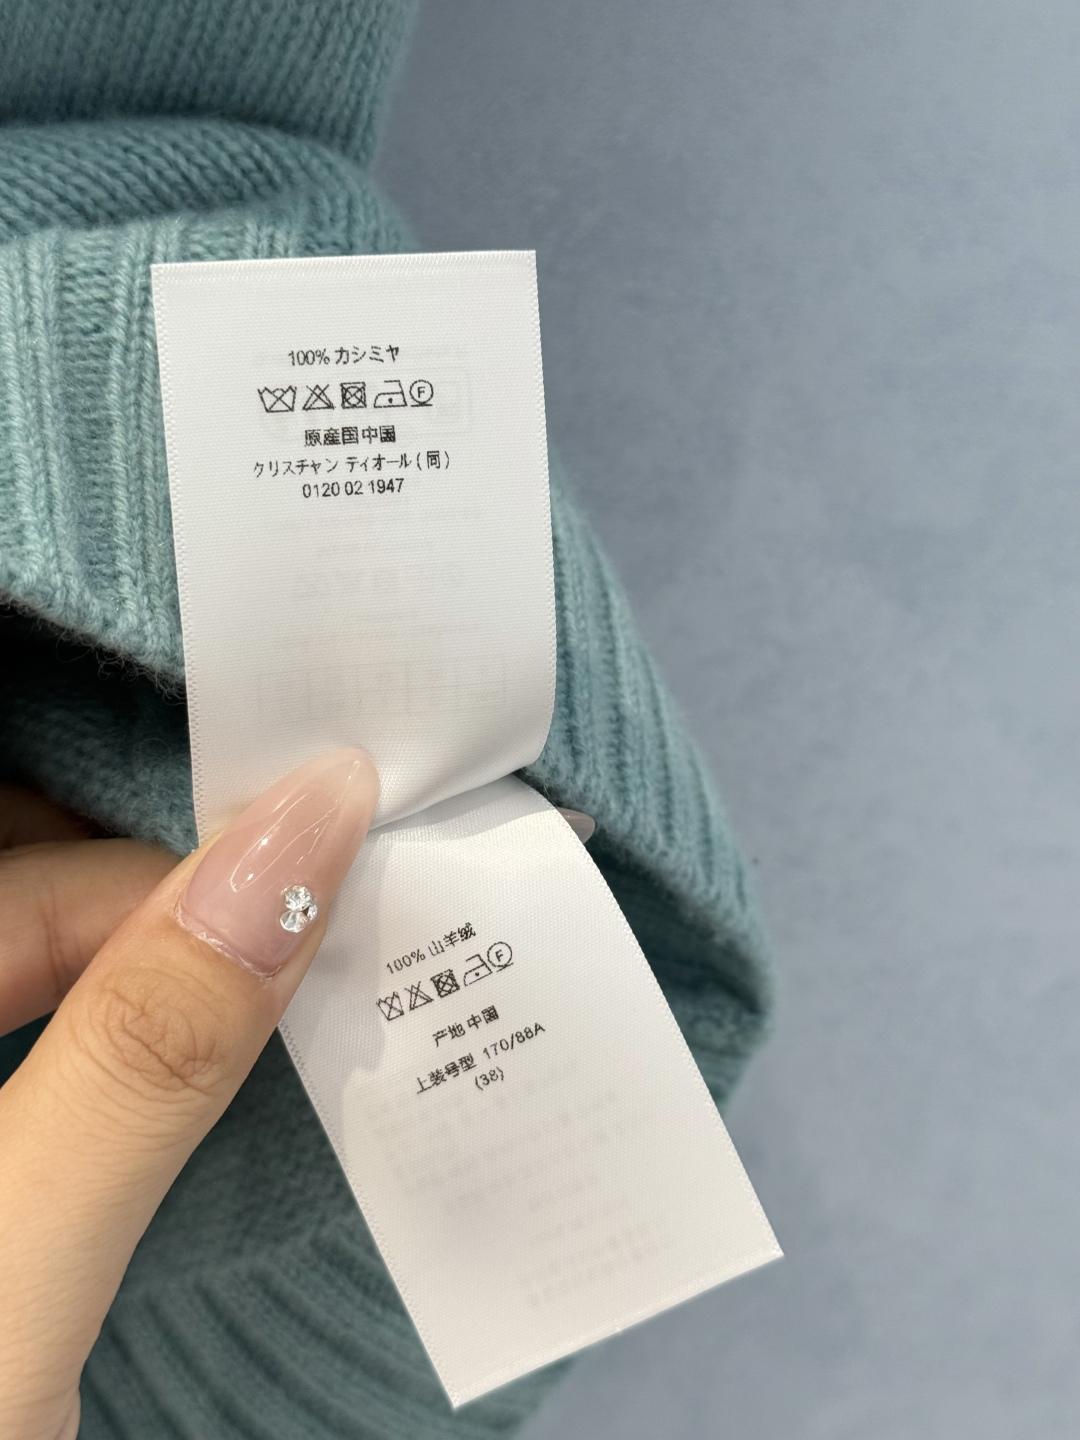 100% カシミヤ
F
原産国中国
クリスチャン ディオール(同)
0120 02 1947
100% 山羊绒
F
产地 中国
上装号型 170/88A
(38)